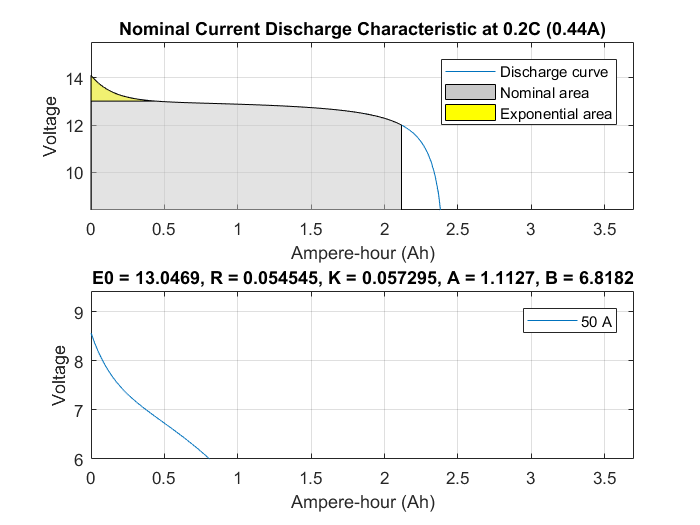 Nominal Current Discharge Characteristic at 0.2C (0.44A)
14
12
10
Voltage
Discharge curve
Nominal area
Exponential area
0 0.5 1 1.5 2 2.5 3 3.5
Ampere-hour (Ah)
E0 = 13.0469, R = 0.054545, K = 0.057295, A = 1.1127, B = 6.8182
9
8
7
6
Voltage
50 A
0 0.5 1 1.5 2 2.5 3 3.5
Ampere-hour (Ah)